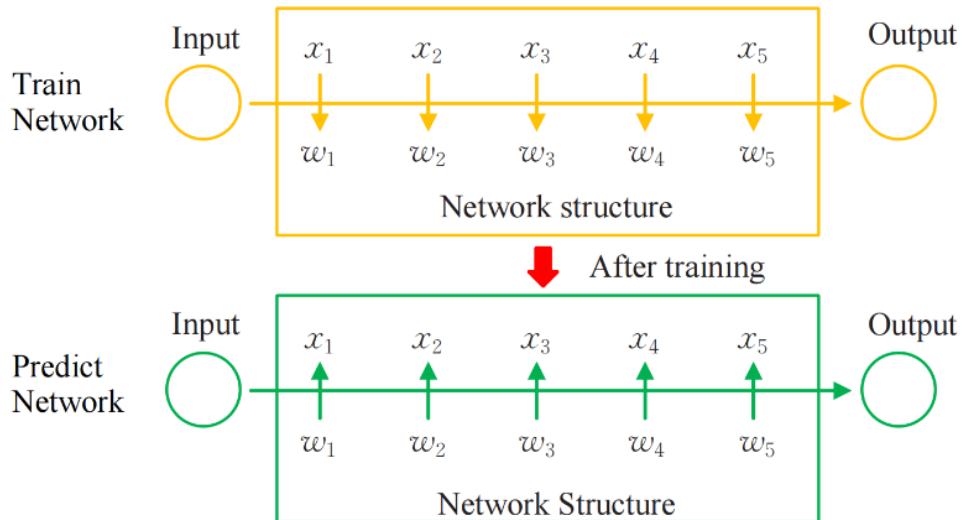 Input
Output
x₁ x₂ x₃ x₄ x₅
Train
Network
w₁ w₂ w₃ w₄ w₅
Network structure
After training
Input
Output
x₁ x₂ x₃ x₄ x₅
Predict
Network
w₁ w₂ w₃ w₄ w₅
Network Structure